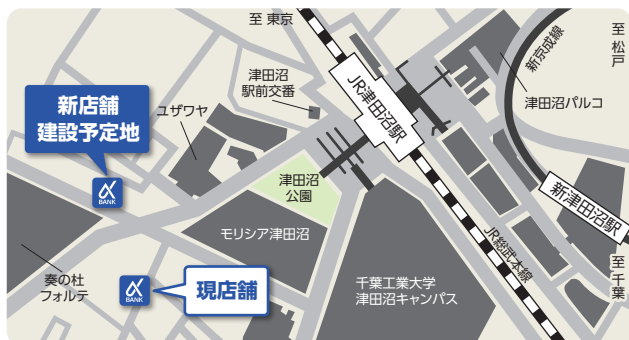 至 東京
新京成線
至松戸
津田沼
駅前交番
JR津田沼駅
津田沼パルコ
新店舗
建設予定地
ユザワヤ
α
BANK
津田沼
公園
新津田沼駅
モリシア津田沼
JR総武本線
至千葉
奏の杜
フォルテ
α
BANK
現店舗
千葉工業大学
津田沼キャンパス